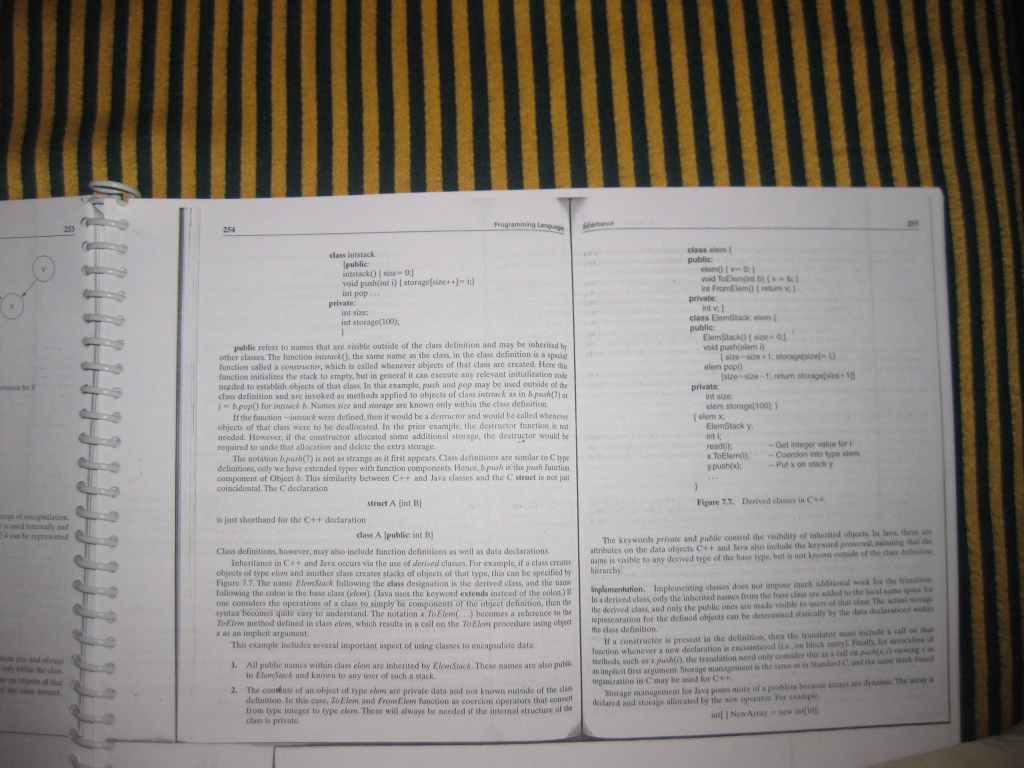 253
V
X
ritance for X
cept of encapsulation.
t is used internally and
7.4 can be represented
tions size and storage
only within the class
on an objects of that
f the class instack,
254
Programming Languages
class intstack
{public:
intstack() { size= 0;}
void push(int i) { storage[size++]= i;}
int pop . . .
private:
int size;
int storage(100);
}
public refers to names that are visible outside of the class definition and may be inherited by
other classes. The function intstack(), the same name as the class, in the class definition is a special
function called a constructor, which is called whenever objects of that class are created. Here this
function initializes the stack to empty, but in general it can execute any relevant initialization code
needed to establish objects of that class. In this example, push and pop may be used outside of the
class definition and are invoked as methods applied to objects of class intstack as in b.push(7) or
j = b.pop() for intstack b. Names size and storage are known only within the class definition.
If the function ~intstack were defined, then it would be a destructor and would be called whenever
objects of that class were to be deallocated. In the prior example, the destructor function is not
needed. However, if the constructor allocated some additional storage, the destructor would be
required to undo that allocation and delete the extra storage.
The notation b.push(7) is not as strange as it first appears. Class definitions are similar to C type
definitions, only we have extended types with function components. Hence, b.push is the push function
component of Object b. This similarity between C++ and Java classes and the C struct is not just
coincidental. The C declaration
struct A {int B}
is just shorthand for the C++ declaration
class A {public: int B}
Class definitions, however, may also include function definitions as well as data declarations.
Inheritance in C++ and Java occurs via the use of derived classes. For example, if a class creates
objects of type elem and another class creates stacks of objects of that type, this can be specified by
Figure 7.7. The name ElemStack following the class designation is the derived class, and the name
following the colon is the base class (elem). (Java uses the keyword extends instead of the colon.) If
one considers the operations of a class to simply be components of the object definition, then the
syntax becomes quite easy to understand. The notation x.ToElem(. . .) becomes a reference to the
ToElem method defined in class elem, which results in a call on the ToElem procedure using object
x as an implicit argument.
This example includes several important aspect of using classes to encapsulate data:
1. All public names within class elem are inherited by ElemStack. These names are also public
in ElemStack and known to any user of such a stack.
2. The contents of an object of type elem are private data and not known outside of the class
definition. In this case, ToElem and FromElem function as coercion operators that convert
from type integer to type elem. These will always be needed if the internal structure of the
class is private.
Inheritance
255
class elem {
public:
elem() { v= 0; }
void ToElem(int b) { v = b; }
int FromElem() { return v; }
private:
int v; }
class ElemStack: elem {
public:
ElemStack() { size = 0;}
void push(elem i)
{ size=size+1; storage[size]= i;}
elem pop()
{size=size-1; return storage[size+1]}
private:
int size;
elem storage[100]; }
{ elem x;
ElemStack y;
int i;
read(i); ~ Get integer value for i
x.ToElem(i); ~ Coercion into type elem
y.push(x); ~ Put x on stack y
. . .
}
Figure 7.7. Derived classes in C++.
The keywords private and public control the visibility of inherited objects. In Java, these are
attributes on the data objects. C++ and Java also include the keyword protected, meaning that the
name is visible to any derived type of the base type, but is not known outside of the class definition
hierarchy.
Implementation. Implementing classes does not impose much additional work for the translator.
In a derived class, only the inherited names from the base class are added to the local name space for
the derived class, and only the public ones are made visible to users of that class. The actual storage
representation for the defined objects can be determined statically by the data declarations within
the class definition.
If a constructor is present in the definition, then the translator must include a call on that
function whenever a new declaration is encountered (i.e., on block entry). Finally, for invocation of
methods, such as x.push(i), the translation need only consider this as a call on push(x, i) viewing x as
an implicit first argument. Storage management is the same as in Standard C, and the same stack-based
organization in C may be used for C++.
Storage management for Java poses more of a problem because arrays are dynamic. The array is
declared and storage allocated by the new operator. For example,
int[ ] NewArray = new int[10];